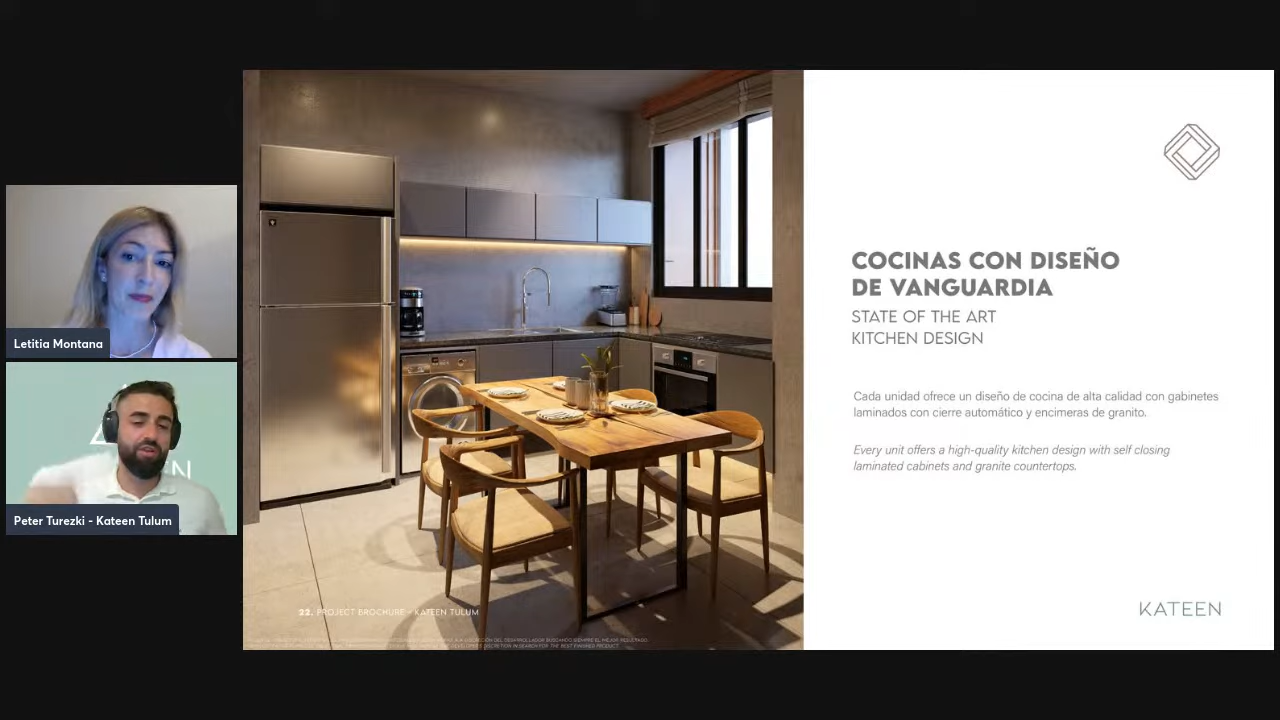 Letitia Montana
EEN
Peter Turezki - Kateen Tulum
22. PROJECT BROCHURE - KATEEN TULUM
COCINAS CON DISEÑO
DE VANGUARDIA
STATE OF THE ART
KITCHEN DESIGN
Cada unidad ofrece un diseño de cocina de alta calidad con gabinetes
laminados con cierre automático y encimeras de granito.
Every unit offers a high-quality kitchen design with self closing
laminated cabinets and granite countertops.
KATEEN